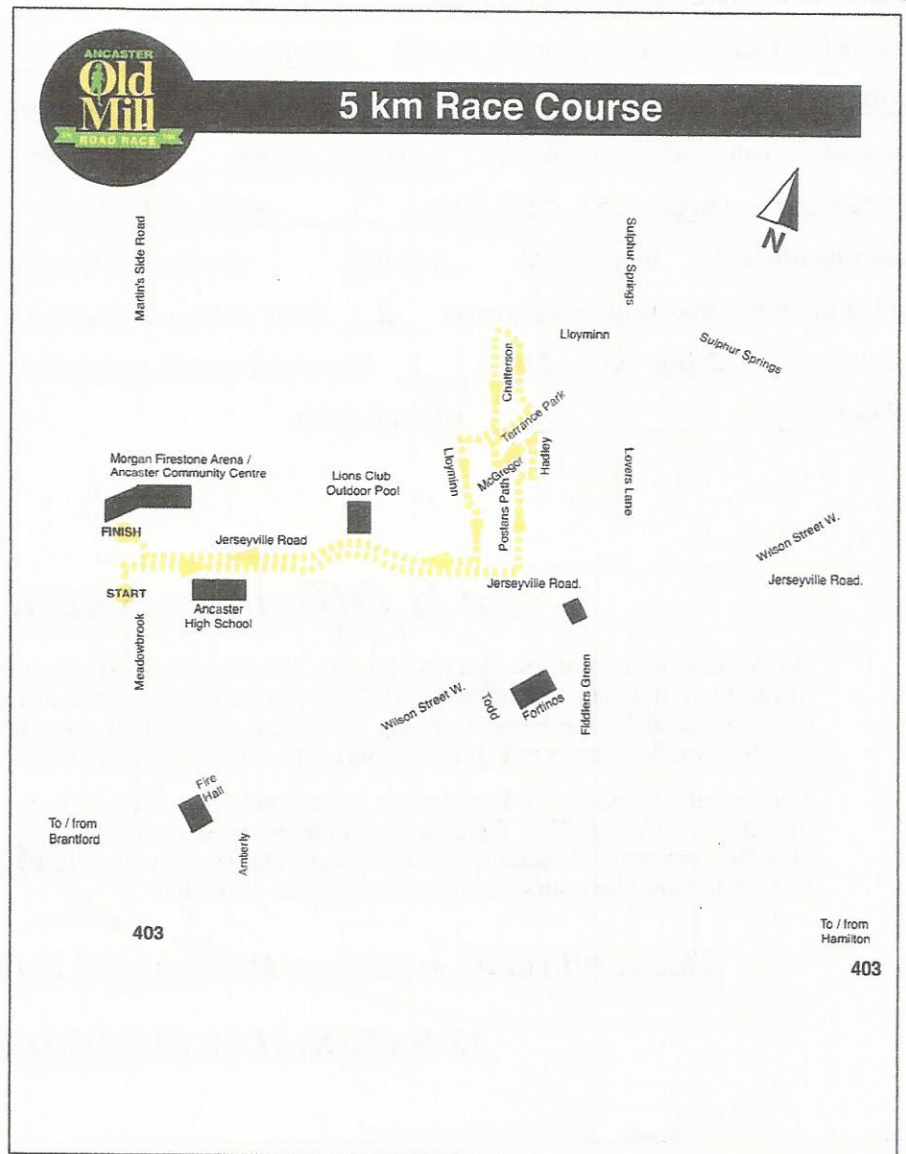 ANCASTER
Old
Mill
ROAD RACE
5 km Race Course
N
Martin's Side Road
Sulphur Springs
Lloyminn
Sulphur Springs
Chatterson
Terrance Park
Lloyminn
McGregor
Hadley
Postans Path
Lovers Lane
Morgan Firestone Arena /
Ancaster Community Centre
Lions Club
Outdoor Pool
FINISH
Jerseyville Road
Wilson Street W.
Jerseyville Road.
Jerseyville Road.
START
Ancaster
High School
Meadowbrook
Wilson Street W.
Todd
Fortinos
Fiddlers Green
Fire
Hall
To / from
Brantford
Amberly
403
To / from
Hamilton
403